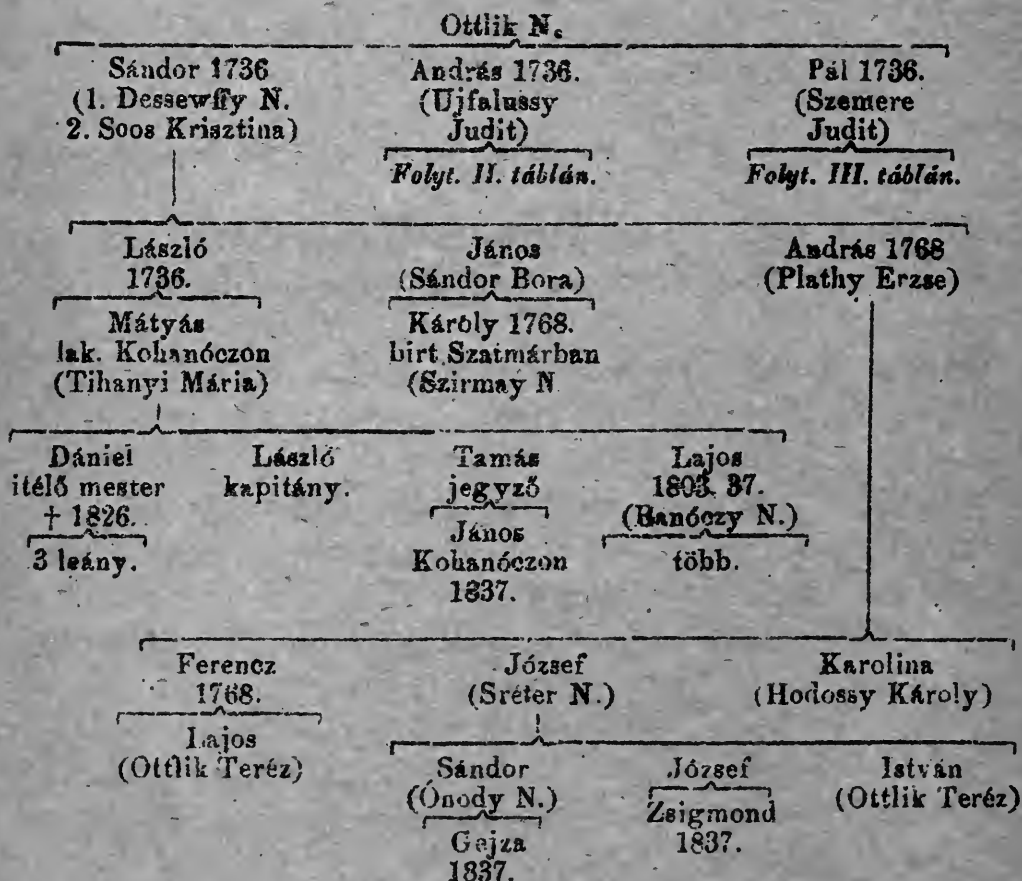 Ottlik N.
Sándor 1736 András 1736. Pál 1736.
(1. Dessewffy N. (Ujfalussy (Szemere
2. Soos Krisztina) Judit) Judit)
Folyt. II. táblán. Folyt. III. táblán.
László János András 1768
1736. (Sándor Bora) (Plathy Erzse)
Mátyás Károly 1768.
lak. Kohanóczon birt Szatmárban
(Tihanyi Mária) (Szirmay N
Dániel László Tamás Lajos
itélő mester kapitány. jegyző 1803. 37.
† 1826. (Banóczy N.)
3 leány. János több.
Kohanóczon
1837.
Ferencz József Karolina
1768. (Sréter N.) (Hodossy Károly)
Lajos
(Ottlik Teréz) Sándor József István
(Ónody N.) Zsigmond (Ottlik Teréz)
Gejza 1837.
1837.